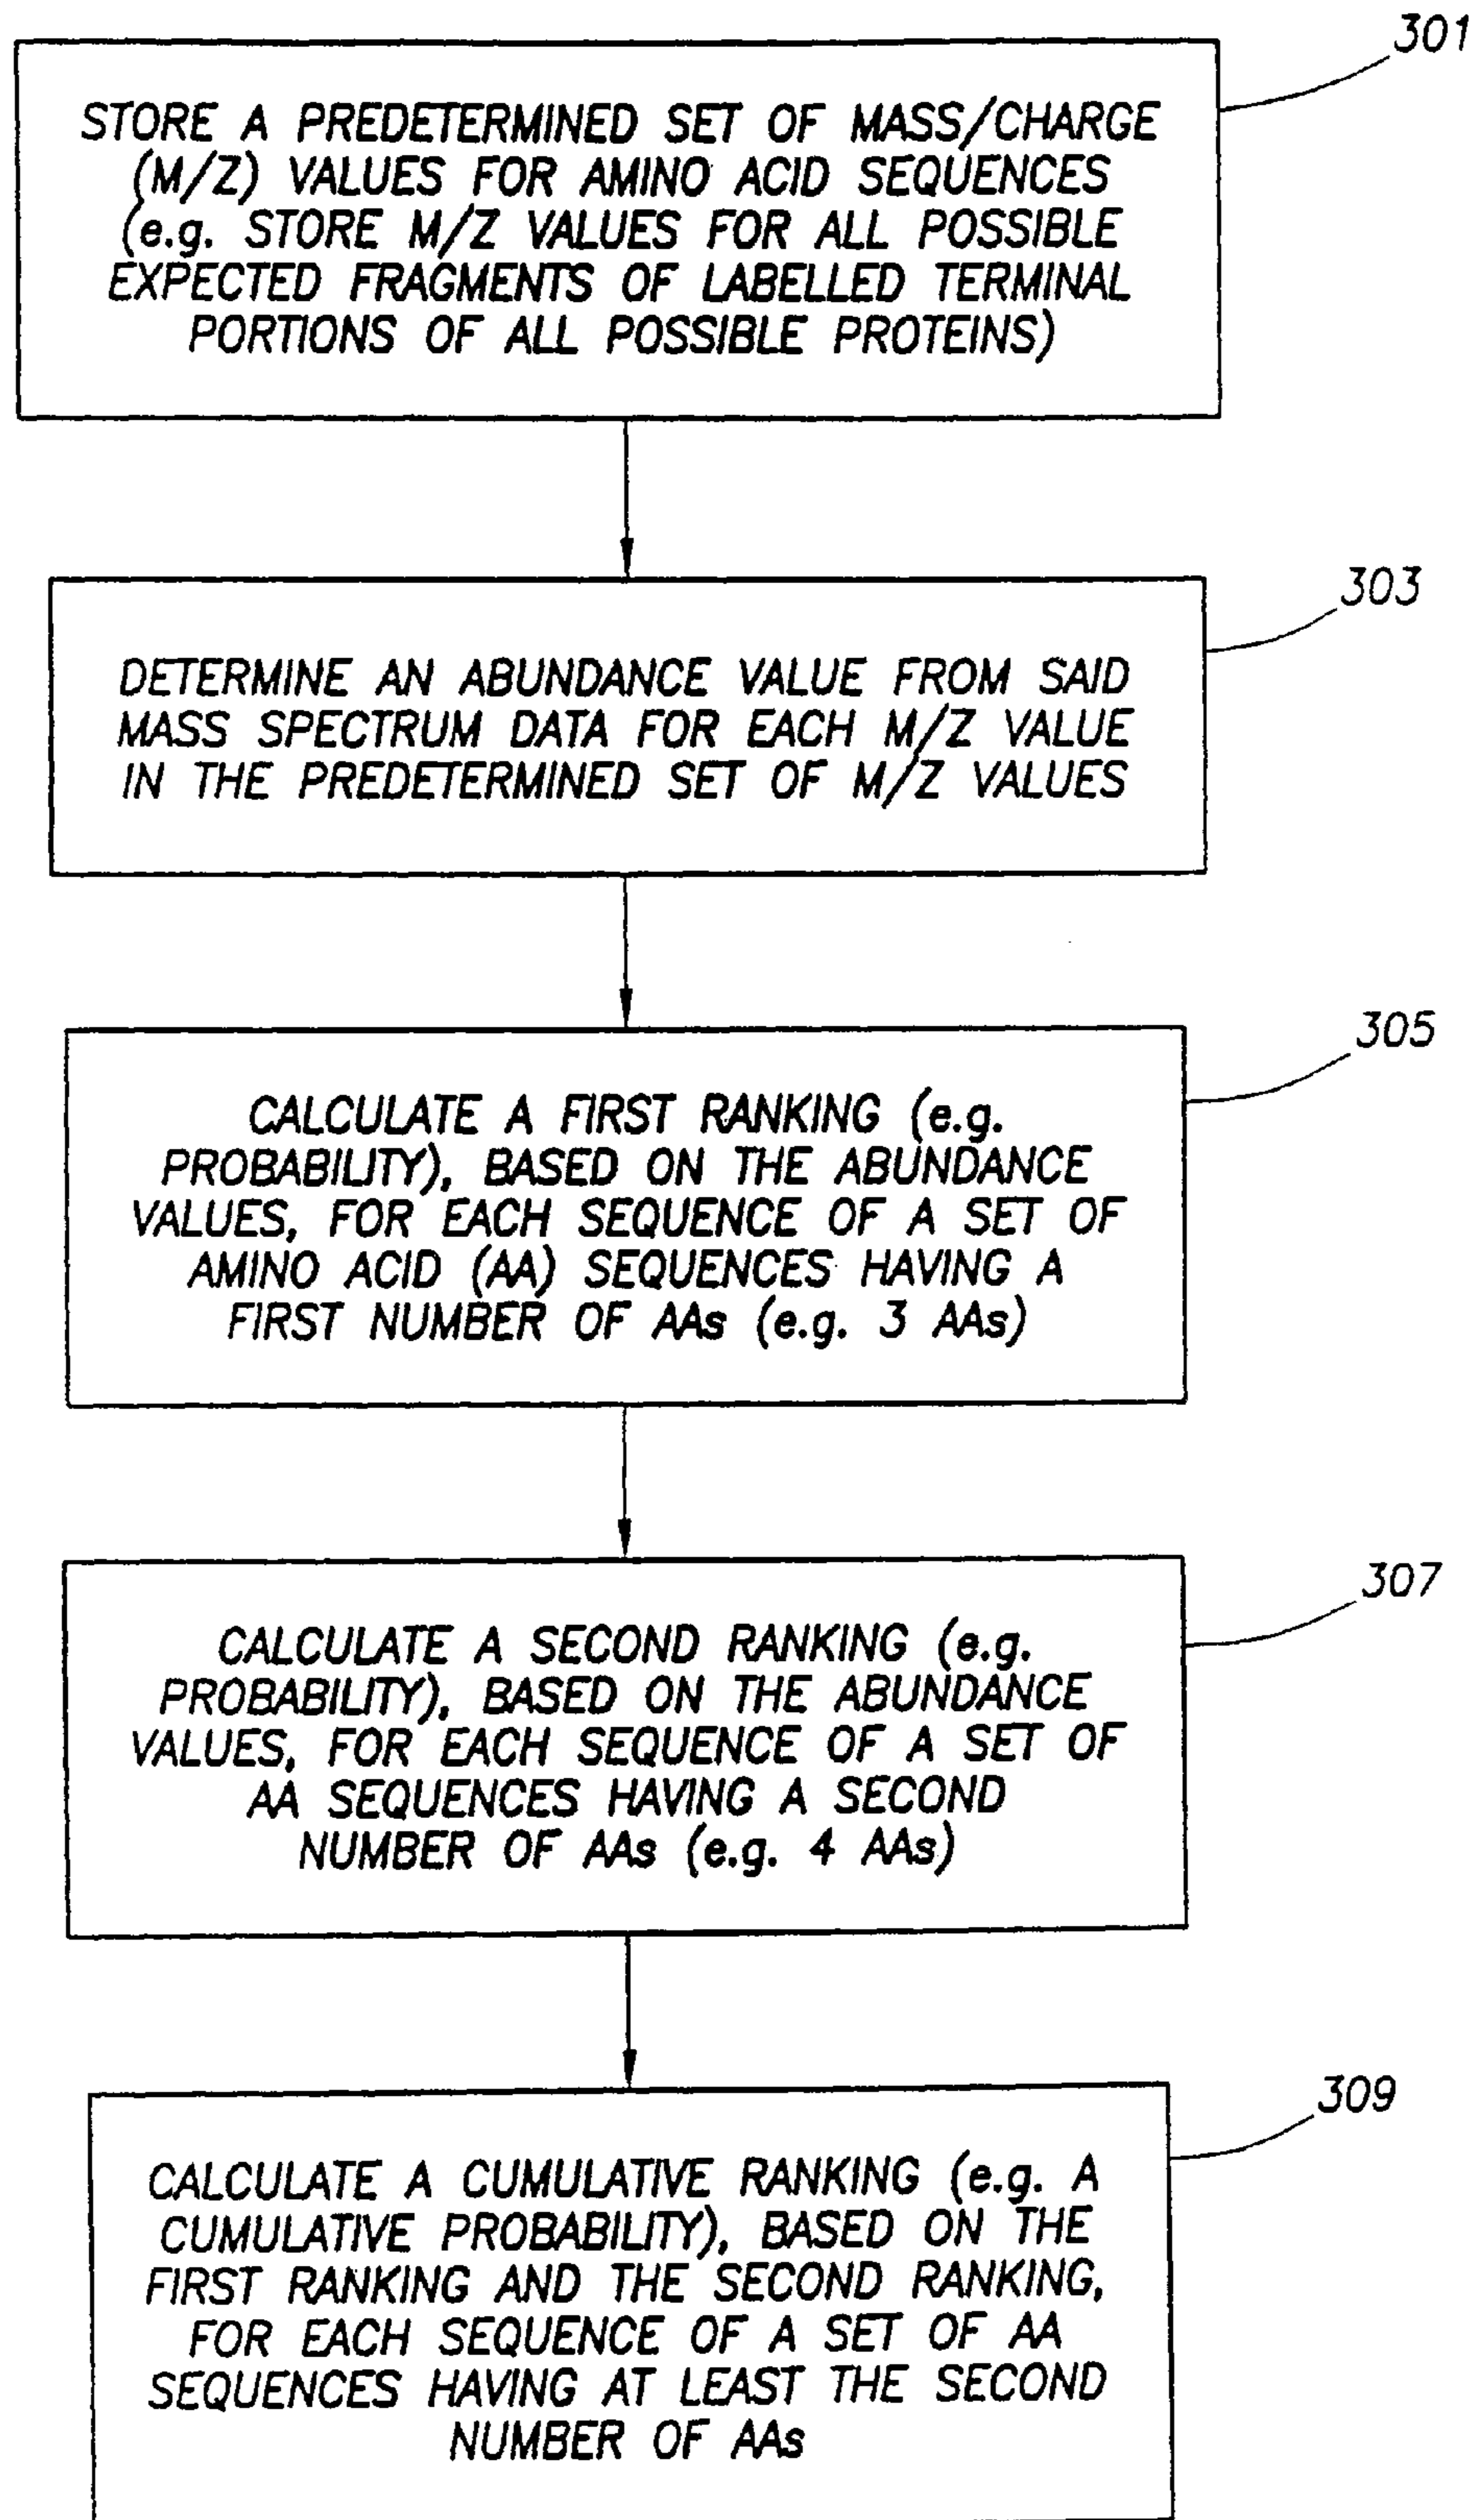 301
STORE A PREDETERMINED SET OF MASS/CHARGE
(M/Z) VALUES FOR AMINO ACID SEQUENCES
(e.g. STORE M/Z VALUES FOR ALL POSSIBLE
EXPECTED FRAGMENTS OF LABELLED TERMINAL
PORTIONS OF ALL POSSIBLE PROTEINS)
303
DETERMINE AN ABUNDANCE VALUE FROM SAID
MASS SPECTRUM DATA FOR EACH M/Z VALUE
IN THE PREDETERMINED SET OF M/Z VALUES
305
CALCULATE A FIRST RANKING (e.g.
PROBABILITY), BASED ON THE ABUNDANCE
VALUES, FOR EACH SEQUENCE OF A SET OF
AMINO ACID (AA) SEQUENCES HAVING A
FIRST NUMBER OF AAs (e.g. 3 AAs)
307
CALCULATE A SECOND RANKING (e.g.
PROBABILITY), BASED ON THE ABUNDANCE
VALUES, FOR EACH SEQUENCE OF A SET OF
AA SEQUENCES HAVING A SECOND
NUMBER OF AAs (e.g. 4 AAs)
309
CALCULATE A CUMULATIVE RANKING (e.g. A
CUMULATIVE PROBABILITY), BASED ON THE
FIRST RANKING AND THE SECOND RANKING,
FOR EACH SEQUENCE OF A SET OF AA
SEQUENCES HAVING AT LEAST THE SECOND
NUMBER OF AAs